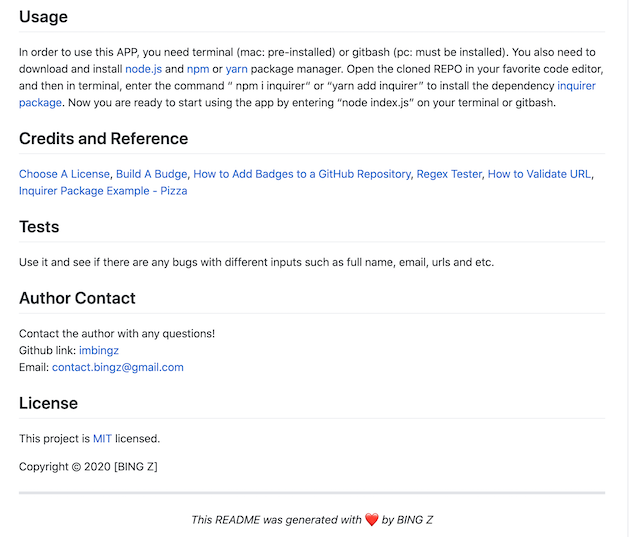 Usage
In order to use this APP, you need terminal (mac: pre-installed) or gitbash (pc: must be installed). You also need to
download and install node.js and npm or yarn package manager. Open the cloned REPO in your favorite code editor,
and then in terminal, enter the command “ npm i inquirer“ or “yarn add inquirer” to install the dependency inquirer
package. Now you are ready to start using the app by entering “node index.js” on your terminal or gitbash.
Credits and Reference
Choose A License, Build A Budge, How to Add Badges to a GitHub Repository, Regex Tester, How to Validate URL,
Inquirer Package Example - Pizza
Tests
Use it and see if there are any bugs with different inputs such as full name, email, urls and etc.
Author Contact
Contact the author with any questions!
Github link: imbingz
Email: contact.bingz@gmail.com
License
This project is MIT licensed.
Copyright © 2020 [BING Z]
This README was generated with ❤️ by BING Z